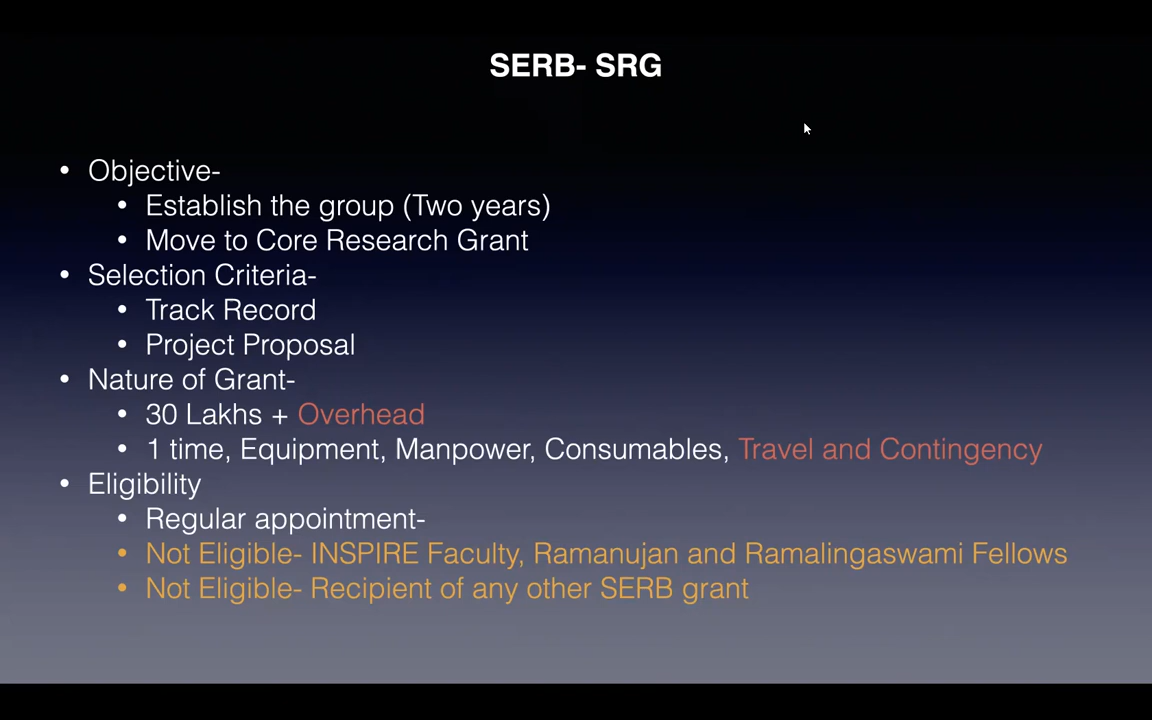 SERB- SRG
• Objective-
• Establish the group (Two years)
• Move to Core Research Grant
• Selection Criteria-
• Track Record
• Project Proposal
• Nature of Grant-
• 30 Lakhs + Overhead
• 1 time, Equipment, Manpower, Consumables, Travel and Contingency
• Eligibility
• Regular appointment-
• Not Eligible- INSPIRE Faculty, Ramanujan and Ramalingaswami Fellows
• Not Eligible- Recipient of any other SERB grant